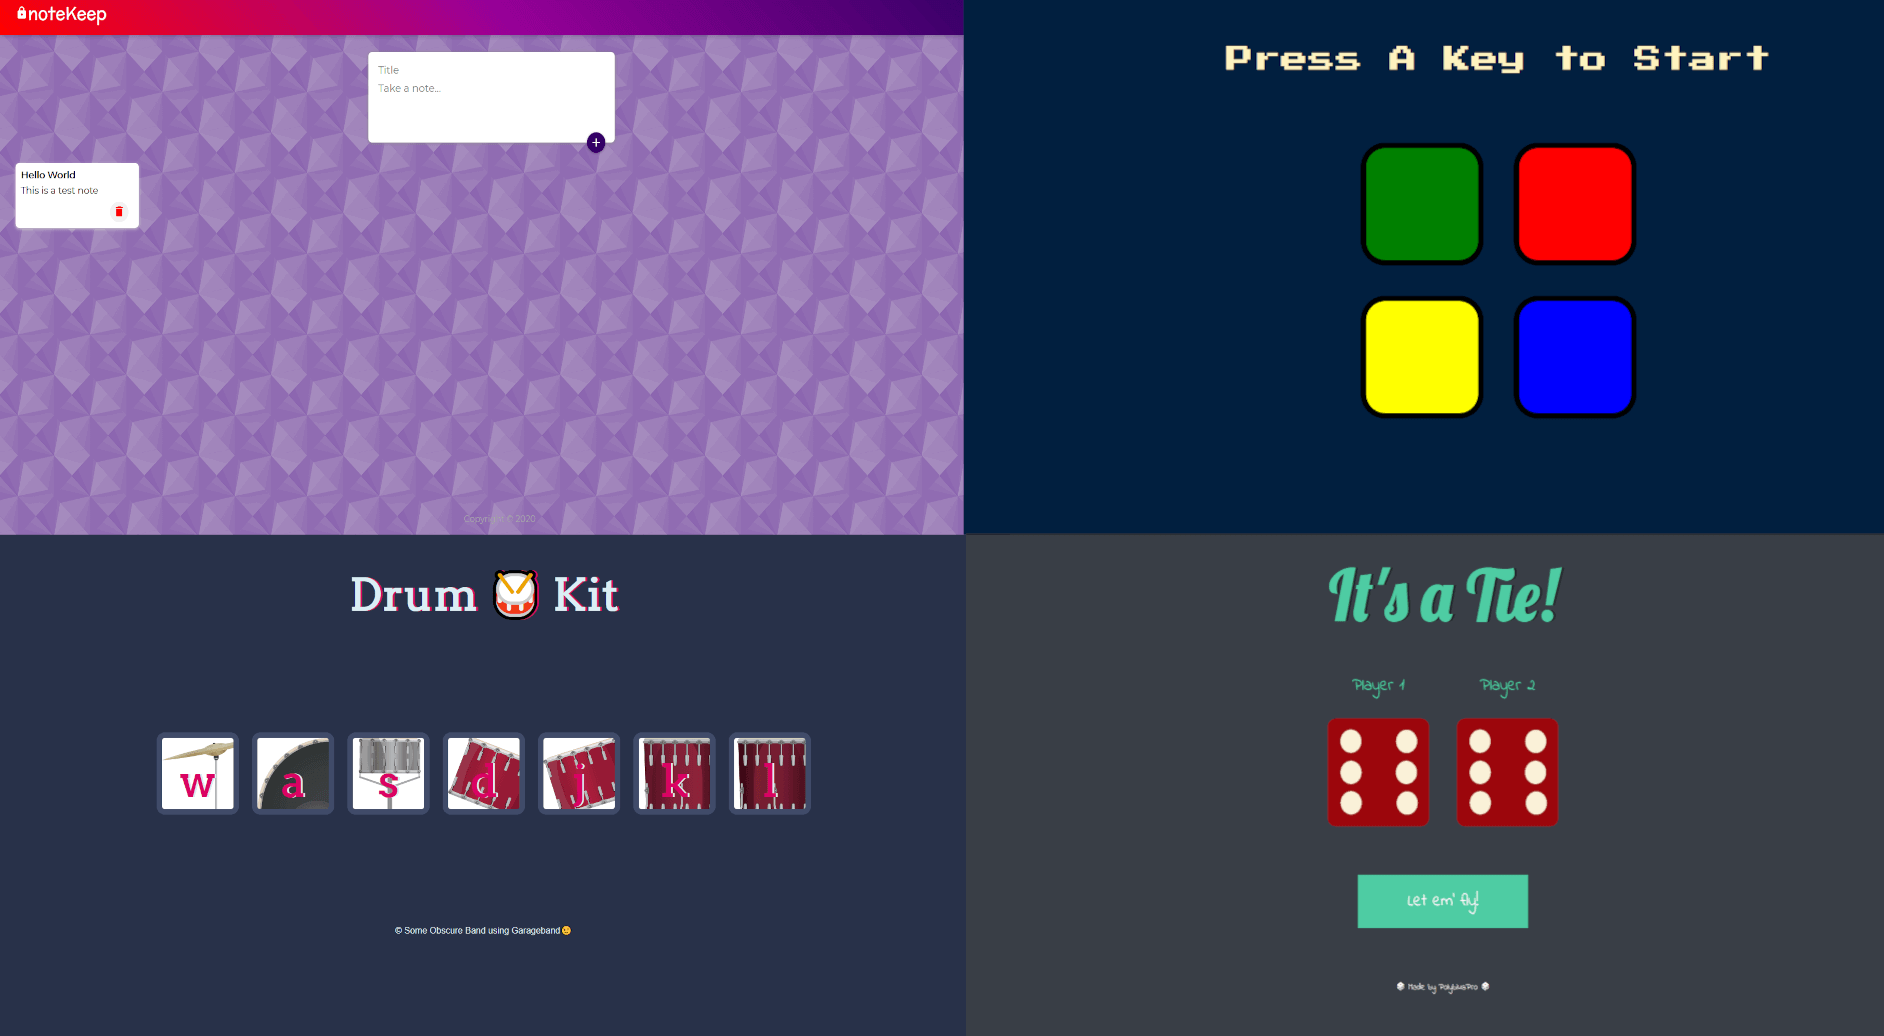 noteKeep
Title
Take a note...
Hello World
This is a test note
Copyright © 2020
Press A Key to Start
Drum Kit
w a s d j k l
© Some Obscure Band using Garageband
It's a Tie!
Player 1 Player 2
Let em' fly!
Made by